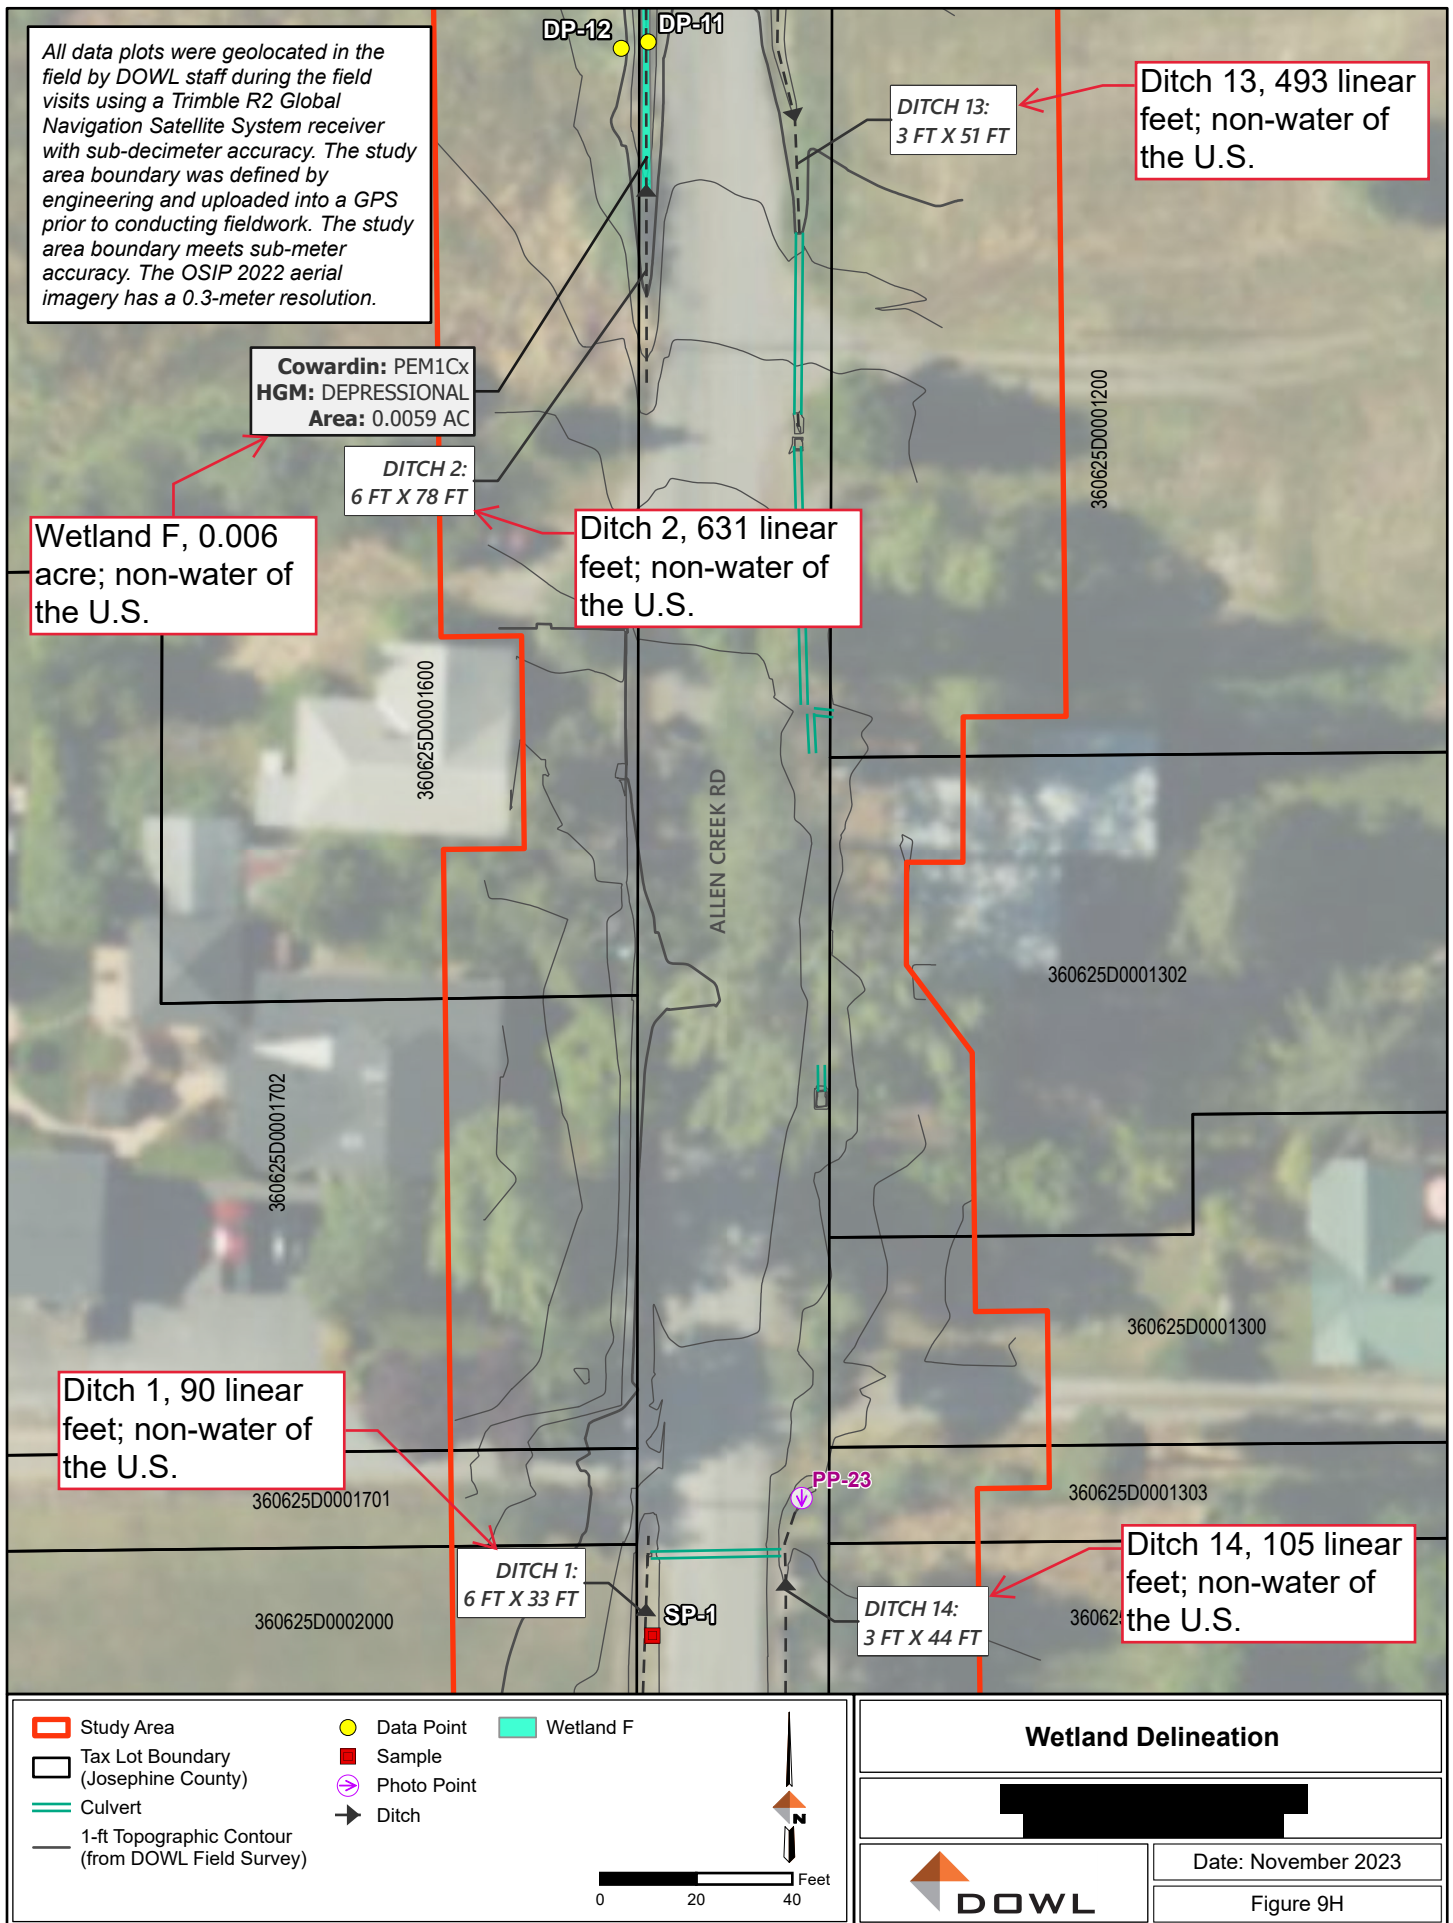 All data plots were geolocated in the
field by DOWL staff during the field
visits using a Trimble R2 Global
Navigation Satellite System receiver
with sub-decimeter accuracy. The study
area boundary was defined by
engineering and uploaded into a GPS
prior to conducting fieldwork. The study
area boundary meets sub-meter
accuracy. The OSIP 2022 aerial
imagery has a 0.3-meter resolution.
DP-12
DP-11
DITCH 13:
3 FT X 51 FT
Ditch 13, 493 linear
feet; non-water of
the U.S.
Cowardin: PEM1Cx
HGM: DEPRESSIONAL
Area: 0.0059 AC
DITCH 2:
6 FT X 78 FT
Wetland F, 0.006
acre; non-water of
the U.S.
Ditch 2, 631 linear
feet; non-water of
the U.S.
360625D0001200
360625D0001600
ALLEN CREEK RD
360625D0001302
360625D0001702
360625D0001300
Ditch 1, 90 linear
feet; non-water of
the U.S.
360625D0001701
PP-23
360625D0001303
DITCH 1:
6 FT X 33 FT
SP-1
360625D0002000
DITCH 14:
3 FT X 44 FT
Ditch 14, 105 linear
feet; non-water of
the U.S.
Study Area
Tax Lot Boundary
(Josephine County)
Culvert
1-ft Topographic Contour
(from DOWL Field Survey)
Data Point
Sample
Photo Point
Ditch
Wetland F
N
Feet
0 20 40
Wetland Delineation
DOWL
Date: November 2023
Figure 9H